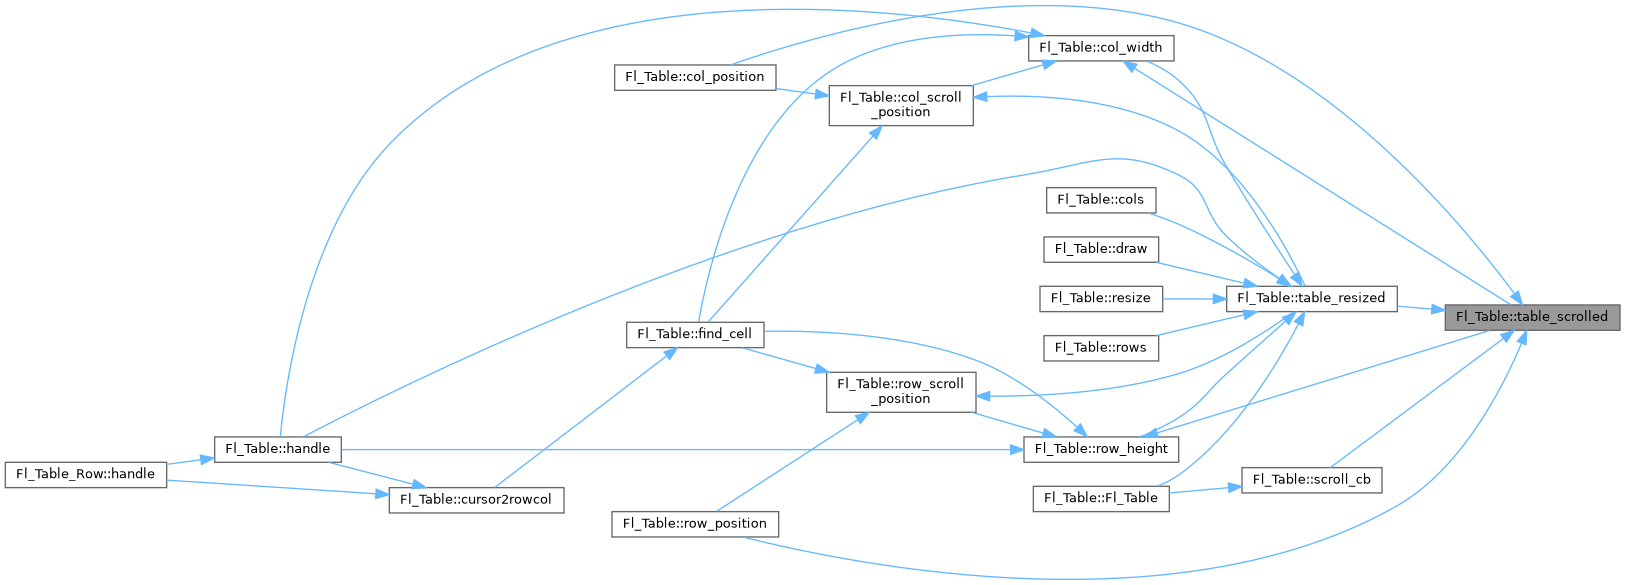 Fl_Table::col_width
Fl_Table::col_position
Fl_Table::col_scroll
_position
Fl_Table::cols
Fl_Table::draw
Fl_Table::resize
Fl_Table::table_resized
Fl_Table::table_scrolled
Fl_Table::find_cell
Fl_Table::rows
Fl_Table::row_scroll
_position
Fl_Table::handle
Fl_Table::row_height
Fl_Table_Row::handle
Fl_Table::scroll_cb
Fl_Table::cursor2rowcol
Fl_Table::Fl_Table
Fl_Table::row_position